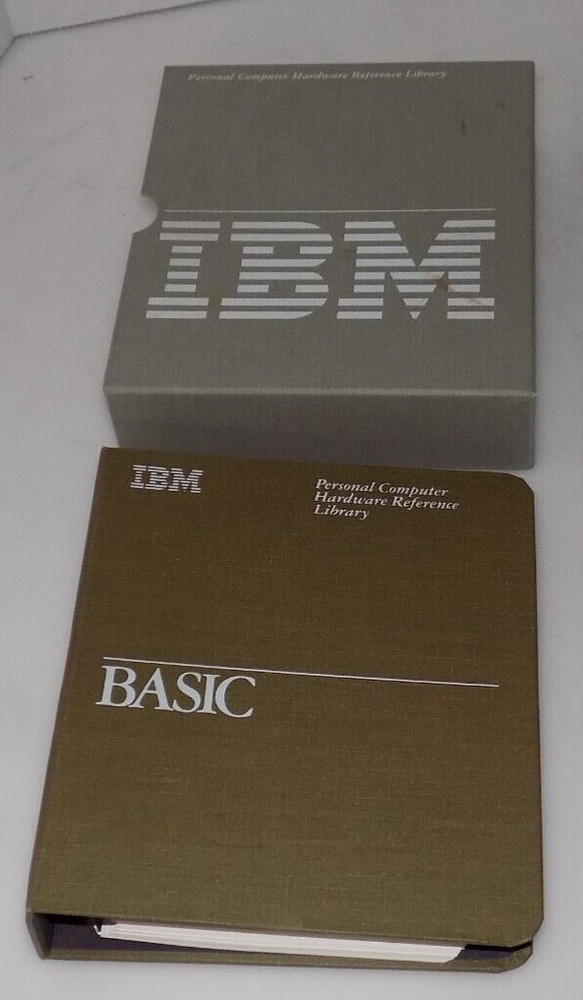 Personal Computer Hardware Reference Library
IBM
IBM
Personal Computer
Hardware Reference
Library
BASIC